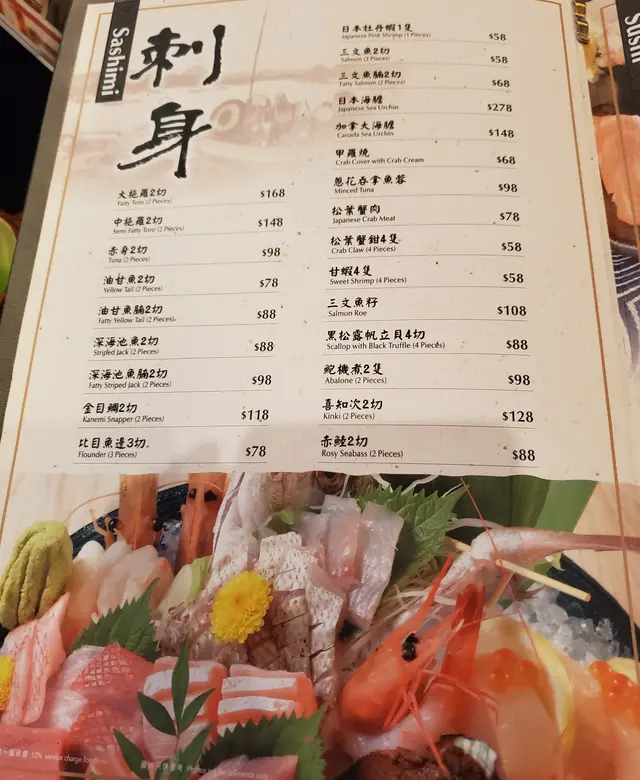 Sashimi
刺身
大拖羅2切
Fatty Toro (2 Pieces)
$168
中拖羅2切
Semi Fatty Toro (2 Pieces)
$148
赤身2切
Tuna (2 Pieces)
$98
油甘魚2切
Yellow Tail (2 Pieces)
$78
油甘魚腩2切
Fatty Yellow Tail (2 Pieces)
$88
深海池魚2切
Striped Jack (2 Pieces)
$88
深海池魚腩2切
Fatty Striped Jack (2 Pieces)
$98
金目鯛2切
Kanemi Snapper (2 Pieces)
$118
比目魚邊3切
Flounder (3 Pieces)
$78
日本牡丹蝦1隻
Japanese Pink Shrimp (1 Pieces)
$58
三文魚2切
Salmon (2 Pieces)
$58
三文魚腩2切
Fatty Salmon (2 Pieces)
$68
日本海膽
Japanese Sea Urchin
$278
加拿大海膽
Canada Sea Urchin
$148
甲羅燒
Crab Cover with Crab Cream
$68
蔥花吞拿魚蓉
Minced Tuna
$98
松葉蟹肉
Japanese Crab Meat
$78
松葉蟹鉗4隻
Crab Claw (4 Pieces)
$58
甘蝦4隻
Sweet Shrimp (4 Pieces)
$58
三文魚籽
Salmon Roe
$108
黑松露帆立貝4切
Scallop with Black Truffle (4 Pieces)
$88
鮑機煮2隻
Abalone (2 Pieces)
$98
喜知次2切
Kinki (2 Pieces)
$128
赤鯥2切
Rosy Seabass (2 Pieces)
$88
10% service charge